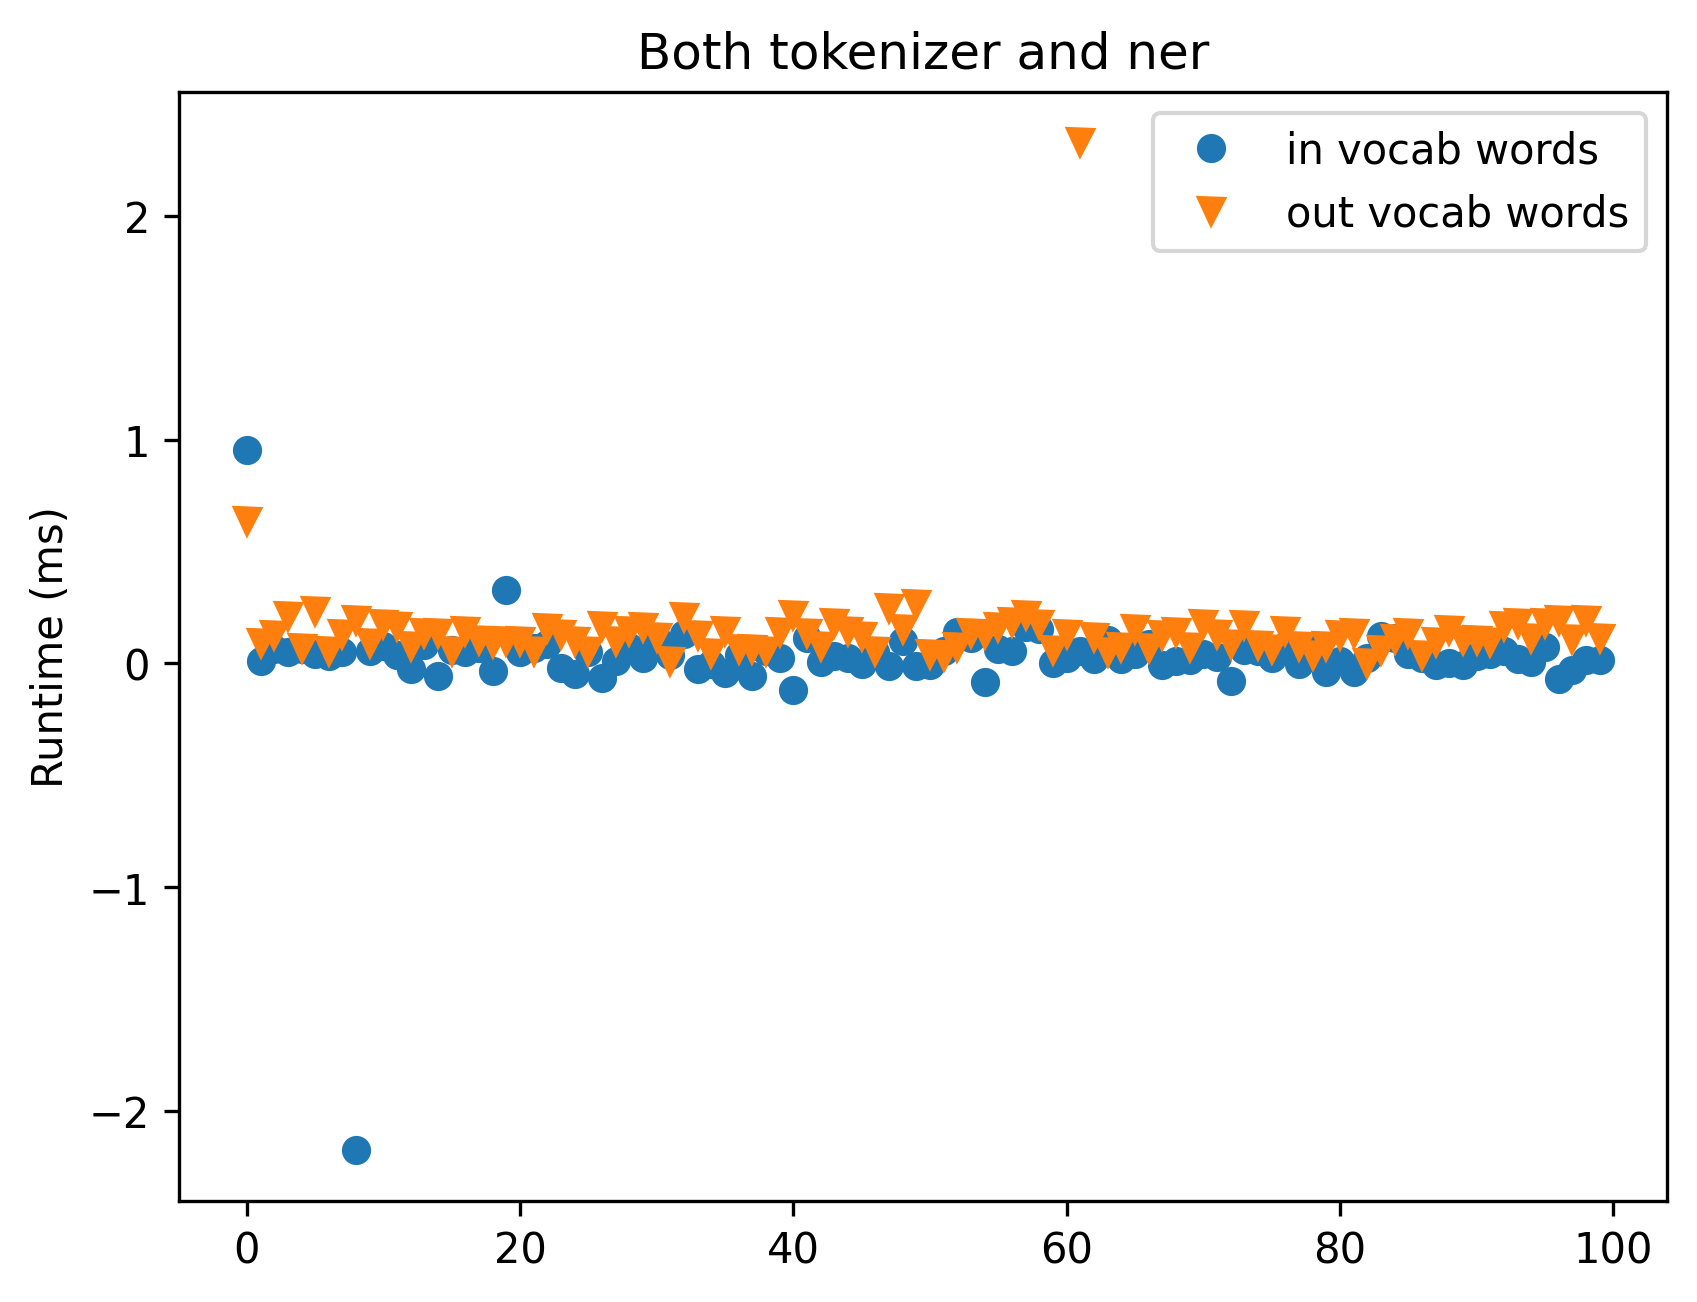 Both tokenizer and ner
in vocab words
out vocab words
Runtime (ms)
2
1
0
−1
−2
0 20 40 60 80 100